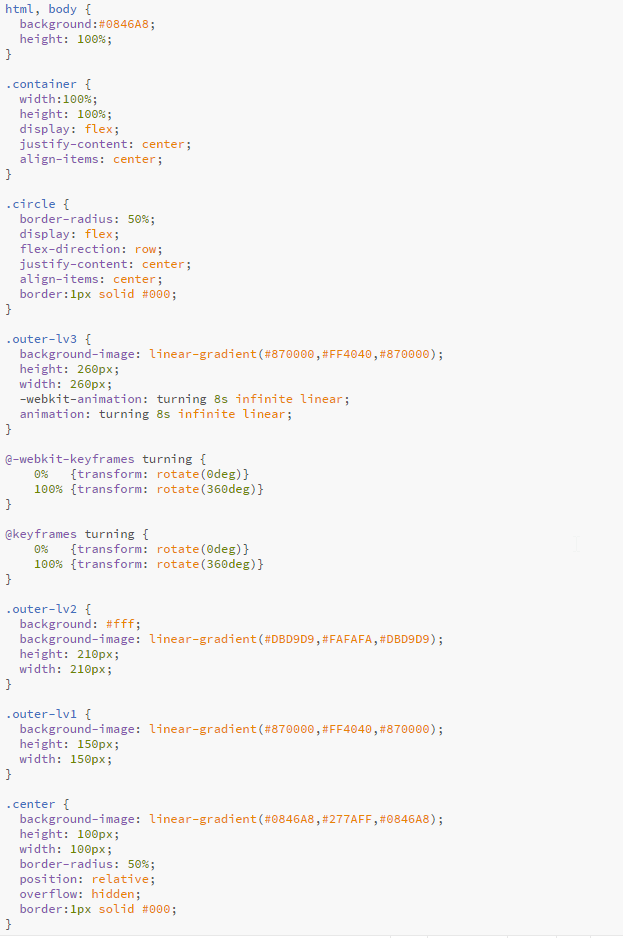 html, body {
  background:#0846A8;
  height: 100%;
}

.container {
  width:100%;
  height: 100%;
  display: flex;
  justify-content: center;
  align-items: center;
}

.circle {
  border-radius: 50%;
  display: flex;
  flex-direction: row;
  justify-content: center;
  align-items: center;
  border:1px solid #000;
}

.outer-lv3 {
  background-image: linear-gradient(#870000,#FF4040,#870000);
  height: 260px;
  width: 260px;
  -webkit-animation: turning 8s infinite linear;
  animation: turning 8s infinite linear;
}

@-webkit-keyframes turning {
    0%   {transform: rotate(0deg)}
    100% {transform: rotate(360deg)}
}

@keyframes turning {
    0%   {transform: rotate(0deg)}
    100% {transform: rotate(360deg)}
}

.outer-lv2 {
  background: #fff;
  background-image: linear-gradient(#DBD9D9,#FAFAFA,#DBD9D9);
  height: 210px;
  width: 210px;
}

.outer-lv1 {
  background-image: linear-gradient(#870000,#FF4040,#870000);
  height: 150px;
  width: 150px;
}

.center {
  background-image: linear-gradient(#0846A8,#277AFF,#0846A8);
  height: 100px;
  width: 100px;
  border-radius: 50%;
  position: relative;
  overflow: hidden;
  border:1px solid #000;
}